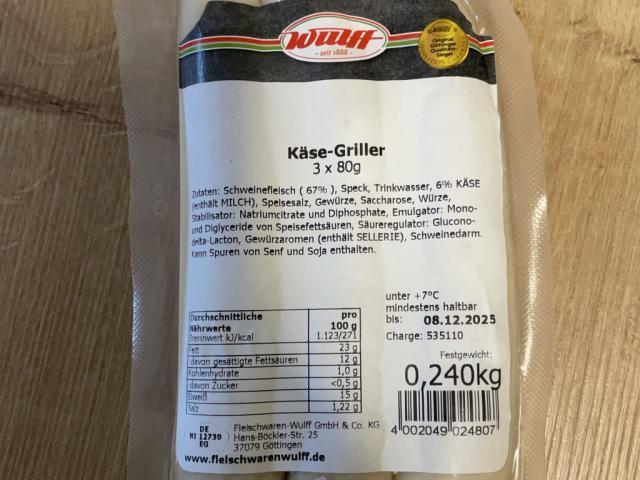 Wulff
- seit 1888 -
Wulff
Original
Göttinger
Qualitäts-
Siegel
Käse-Griller
3 x 80g
Zutaten: Schweinefleisch ( 67% ), Speck, Trinkwasser, 6% KÄSE
(enthält MILCH), Speisesalz, Gewürze, Saccharose, Würze,
Stabilisator: Natriumcitrate und Diphosphate, Emulgator: Mono-
und Diglyceride von Speisefettsäuren, Säureregulator: Glucono-
delta-Lacton, Gewürzaromen (enthält SELLERIE), Schweinedarm.
Kann Spuren von Senf und Soja enthalten.
Durchschnittliche pro
Nährwerte 100 g
Brennwert kJ/kcal 1.123/271
Fett 23 g
davon gesättigte Fettsäuren 12 g
Kohlenhydrate 1,0 g
davon Zucker <0,5 g
Eiweiß 15 g
Salz 1,22 g
unter +7°C
mindestens haltbar
bis: 08.12.2025
Charge: 535110
Festgewicht:
0,240kg
4 002049 024807
DE
NI 12730
EG
Fleischwaren-Wulff GmbH & Co. KG
Hans-Böckler-Str. 25
37079 Göttingen
www.fleischwarenwulff.de